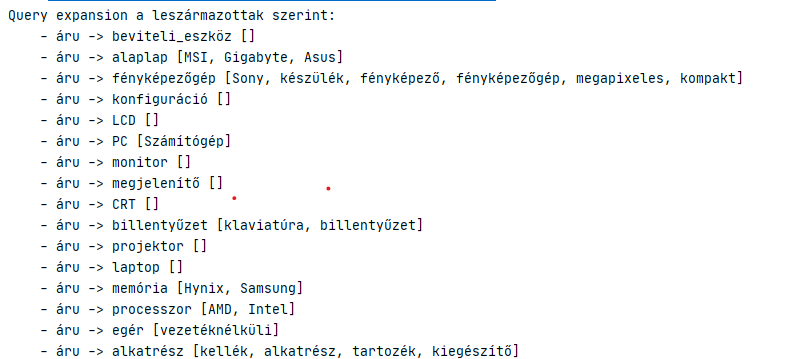 Query expansion a leszármazottak szerint:
- áru -> beviteli_eszköz []
- áru -> alaplap [MSI, Gigabyte, Asus]
- áru -> fényképezőgép [Sony, készülék, fényképező, fényképezőgép, megapixeles, kompakt]
- áru -> konfiguráció []
- áru -> LCD []
- áru -> PC [Számítógép]
- áru -> monitor []
- áru -> megjelenítő []
- áru -> CRT []
- áru -> billentyűzet [klaviatúra, billentyűzet]
- áru -> projektor []
- áru -> laptop []
- áru -> memória [Hynix, Samsung]
- áru -> processzor [AMD, Intel]
- áru -> egér [vezetéknélküli]
- áru -> alkatrész [kellék, alkatrész, tartozék, kiegészítő]